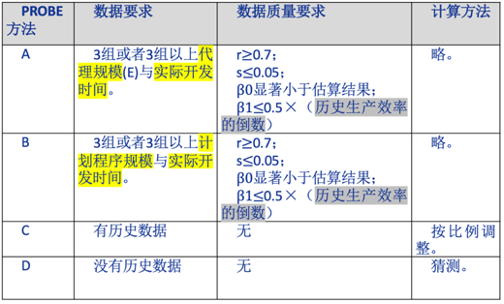 PROBE 数据要求 数据质量要求 计算方法
方法
A 3组或者3组以上代 r≥0.7; 略。
理规模(E)与实际开发 s≤0.05;
时间。 β0显著小于估算结果;
β1≤0.5×（历史生产效率
的倒数）
B 3组或者3组以上计 r≥0.7; 略。
划程序规模与实际开 s≤0.05;
发时间。 β0显著小于估算结果;
β1≤0.5×（历史生产效率
的倒数）
C 有历史数据 无 按比例调
整。
D 没有历史数据 无 猜测。